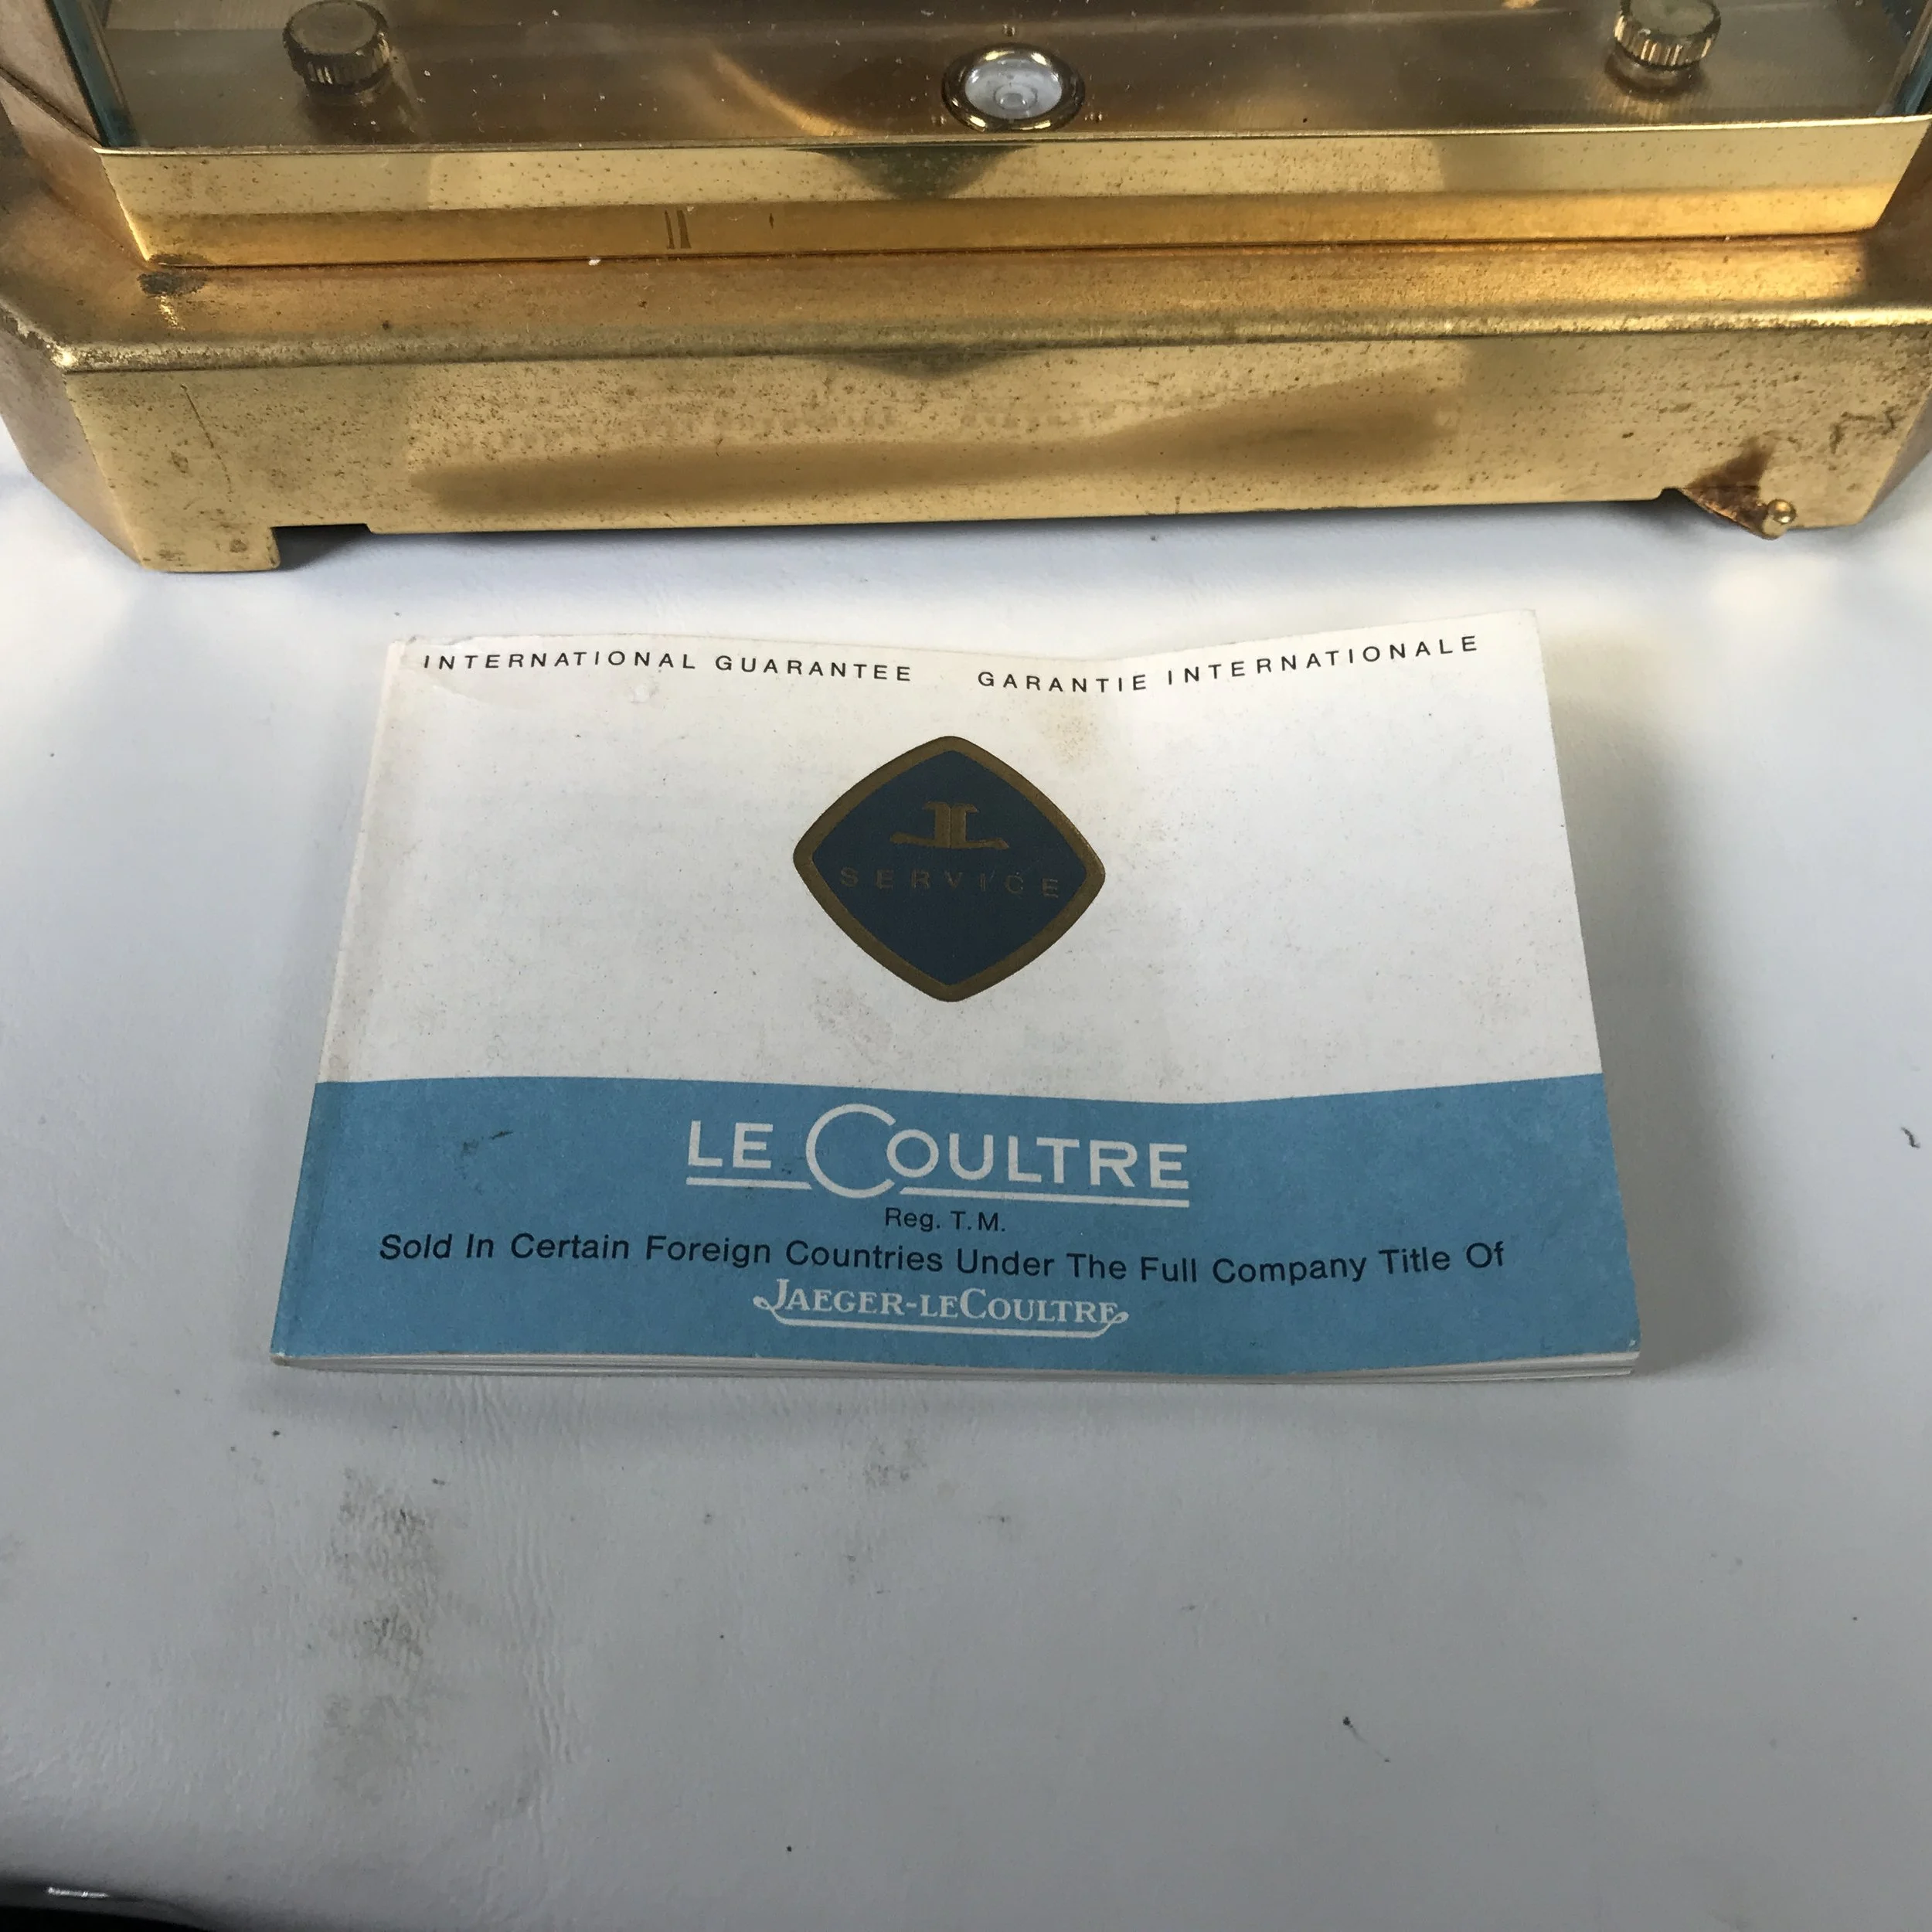 INTERNATIONAL GUARANTEE GARANTIE INTERNATIONALE
SERVICE
LE COULTRE
Reg. T.M.
Sold In Certain Foreign Countries Under The Full Company Title Of
JAEGER-LECOULTRE